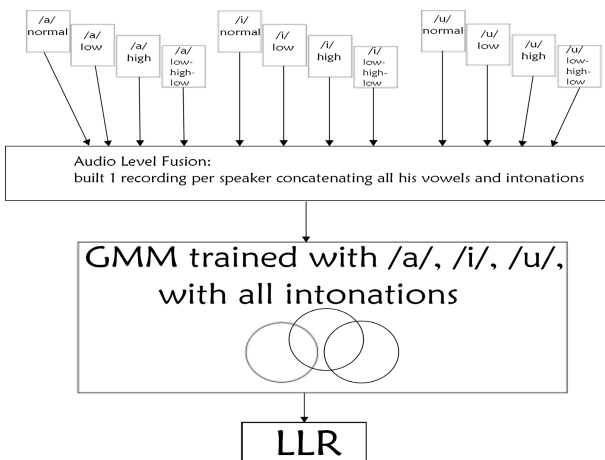 /a/
normal
/a/
low
/a/
high
/a/
low-
high-
low
/i/
normal
/i/
low
/i/
high
/i/
low-
high-
low
/u/
normal
/u/
low
/u/
high
/u/
low-
high-
low
Audio Level Fusion:
built 1 recording per speaker concatenating all his vowels and intonations
GMM trained with /a/, /i/, /u/,
with all intonations
LLR